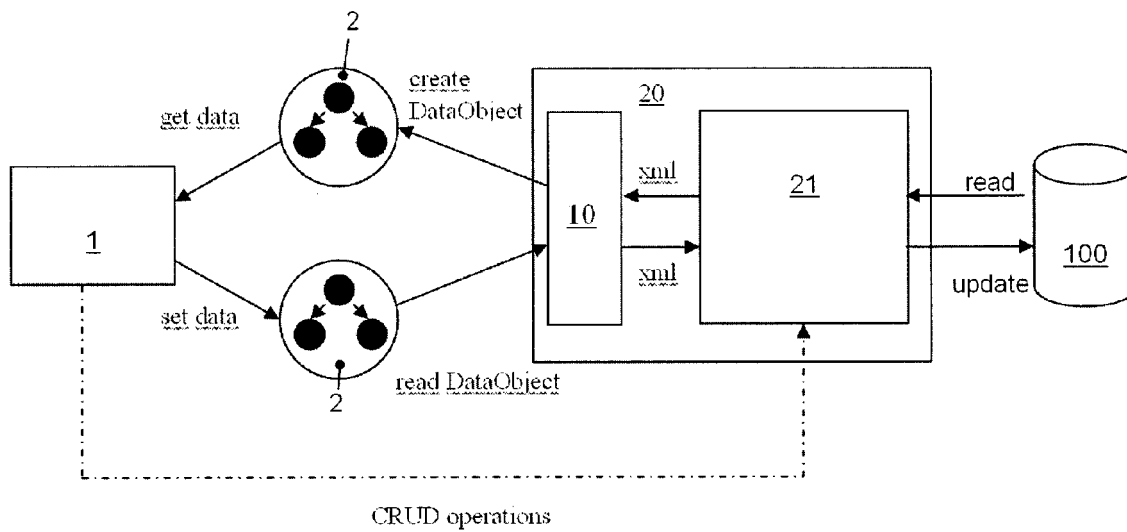 2
create
DataObject
get data
20
xml
21
read
10
1
100
xml
update
set data
read DataObject
2
CRUD operations